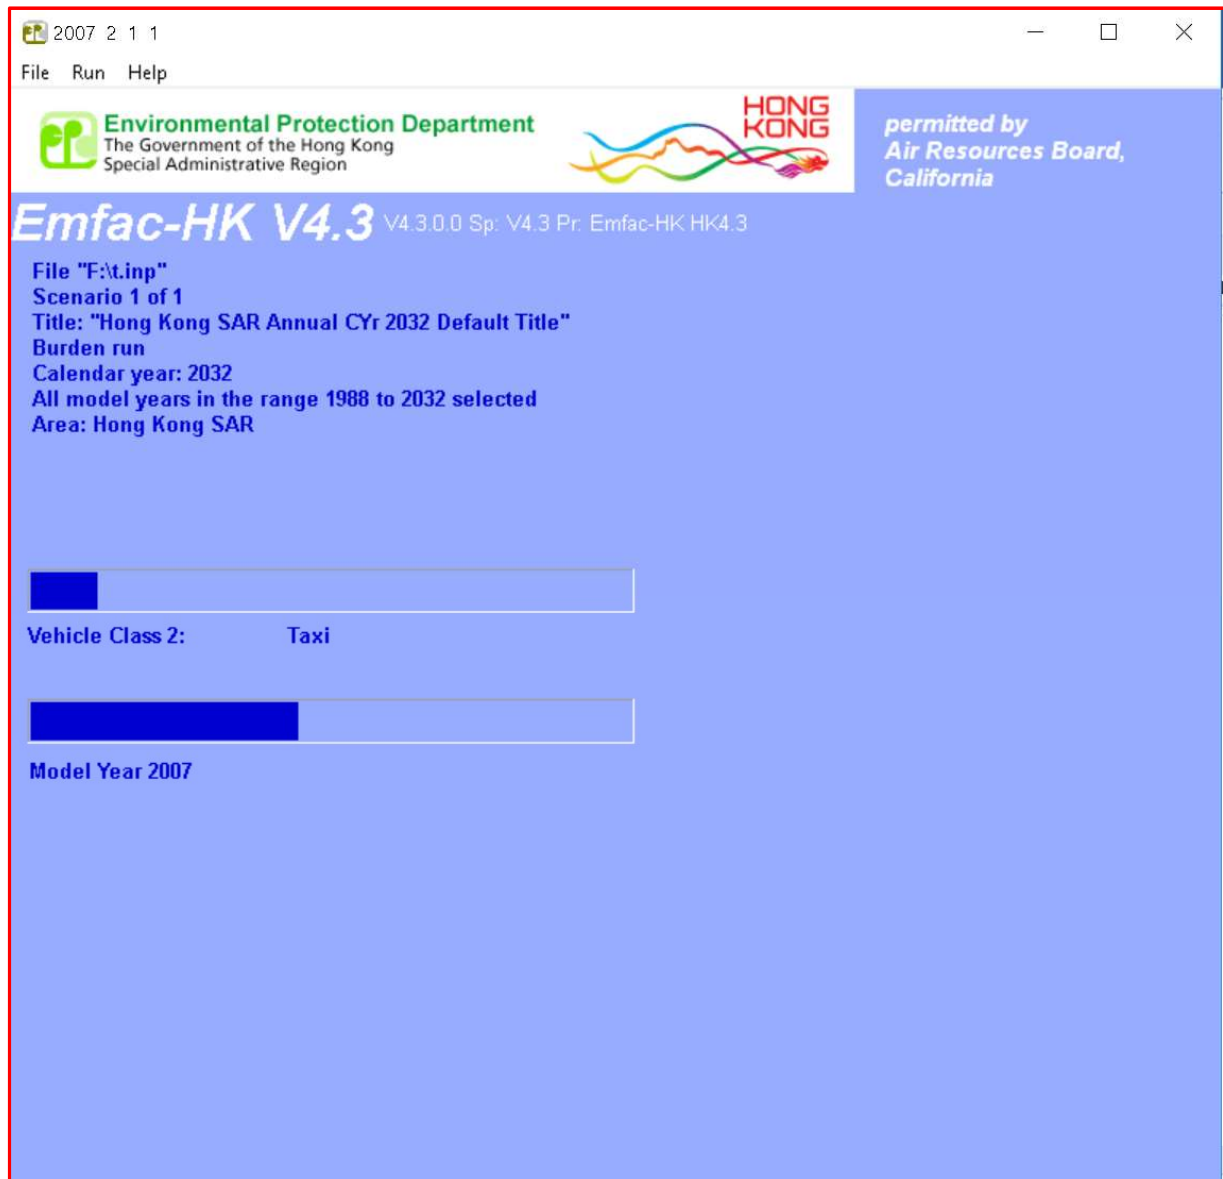 2007 2 1 1
File Run Help
Environmental Protection Department
The Government of the Hong Kong
Special Administrative Region
HONG
KONG
permitted by
Air Resources Board,
California
Emfac-HK V4.3 V4.3.0.0 Sp: V4.3 Pr: Emfac-HK HK4.3
File "F:\t.inp"
Scenario 1 of 1
Title: "Hong Kong SAR Annual CYr 2032 Default Title"
Burden run
Calendar year: 2032
All model years in the range 1988 to 2032 selected
Area: Hong Kong SAR
Vehicle Class 2: Taxi
Model Year 2007